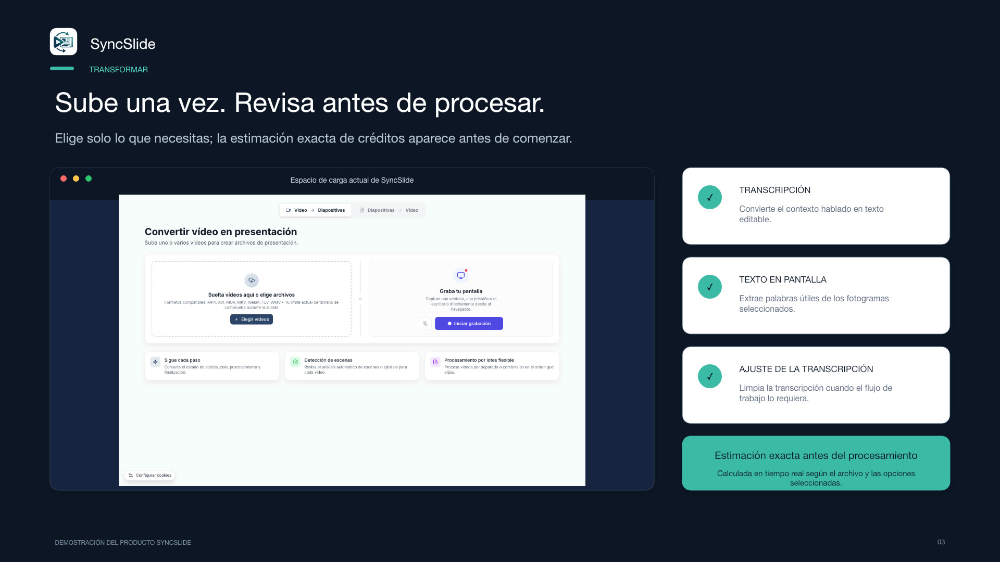 SyncSlide
TRANSFORMAR
Sube una vez. Revisa antes de procesar.
Elige solo lo que necesitas; la estimación exacta de créditos aparece antes de comenzar.
Espacio de carga actual de SyncSlide
Vídeo → Diapositivas
Diapositivas → Vídeo
Convertir vídeo en presentación
Sube uno o varios vídeos para crear archivos de presentación.
Suelta vídeos aquí o elige archivos
Formatos compatibles: MP4, AVI, MOV, MKV, WebM, FLV, WMV • Tu límite actual de tamaño se
comprueba durante la subida
+ Elegir vídeos
o
Graba tu pantalla
Captura una ventana, una pestaña o el
escritorio directamente desde el
navegador.
Iniciar grabación
Sigue cada paso
Consulta el estado de subida, cola, procesamiento y
finalización.
Detección de escenas
Revisa el análisis automático de escenas o ajústalo para
cada vídeo.
Procesamiento por lotes flexible
Procesa vídeos por separado o combínalos en el orden que
elijas.
Configurar cookies
✓
TRANSCRIPCIÓN
Convierte el contexto hablado en texto
editable.
✓
TEXTO EN PANTALLA
Extrae palabras útiles de los fotogramas
seleccionados.
✓
AJUSTE DE LA TRANSCRIPCIÓN
Limpia la transcripción cuando el flujo de
trabajo lo requiera.
Estimación exacta antes del procesamiento
Calculada en tiempo real según el archivo y las opciones
seleccionadas.
DEMOSTRACIÓN DEL PRODUCTO SYNCSLIDE
03